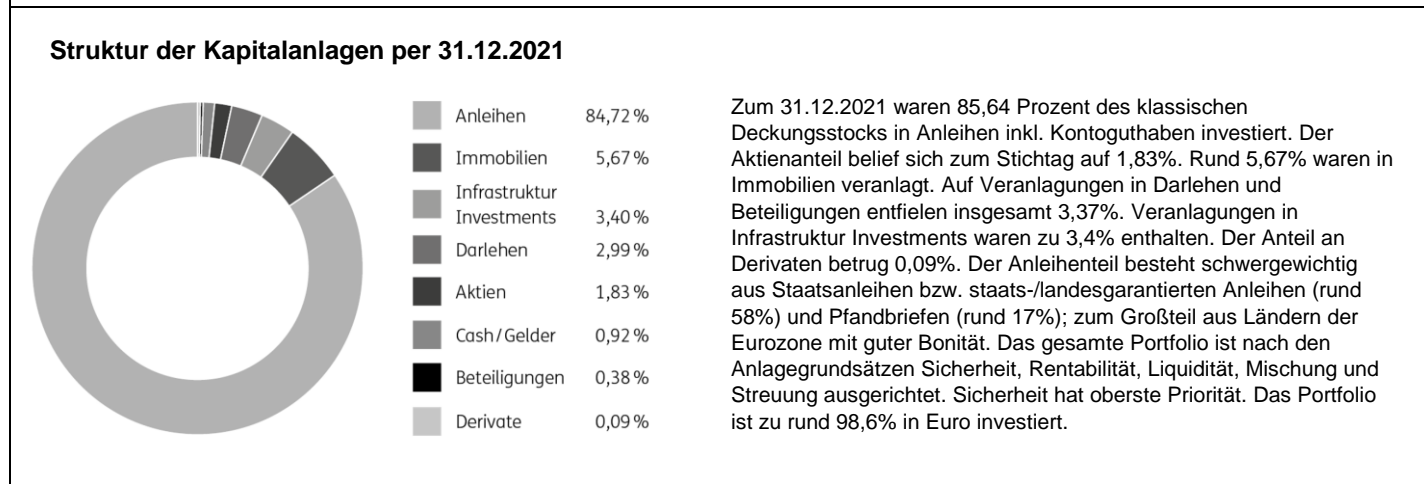 Struktur der Kapitalanlagen per 31.12.2021
Anleihen 84,72 %
Immobilien 5,67 %
Infrastruktur
Investments 3,40 %
Darlehen 2,99 %
Aktien 1,83 %
Cash/Gelder 0,92 %
Beteiligungen 0,38 %
Derivate 0,09 %
Zum 31.12.2021 waren 85,64 Prozent des klassischen
Deckungsstocks in Anleihen inkl. Kontoguthaben investiert. Der
Aktienanteil belief sich zum Stichtag auf 1,83%. Rund 5,67% waren in
Immobilien veranlagt. Auf Veranlagungen in Darlehen und
Beteiligungen entfielen insgesamt 3,37%. Veranlagungen in
Infrastruktur Investments waren zu 3,4% enthalten. Der Anteil an
Derivaten betrug 0,09%. Der Anleihenteil besteht schwergewichtig
aus Staatsanleihen bzw. staats-/landesgarantierten Anleihen (rund
58%) und Pfandbriefen (rund 17%); zum Großteil aus Ländern der
Eurozone mit guter Bonität. Das gesamte Portfolio ist nach den
Anlagegrundsätzen Sicherheit, Rentabilität, Liquidität, Mischung und
Streuung ausgerichtet. Sicherheit hat oberste Priorität. Das Portfolio
ist zu rund 98,6% in Euro investiert.